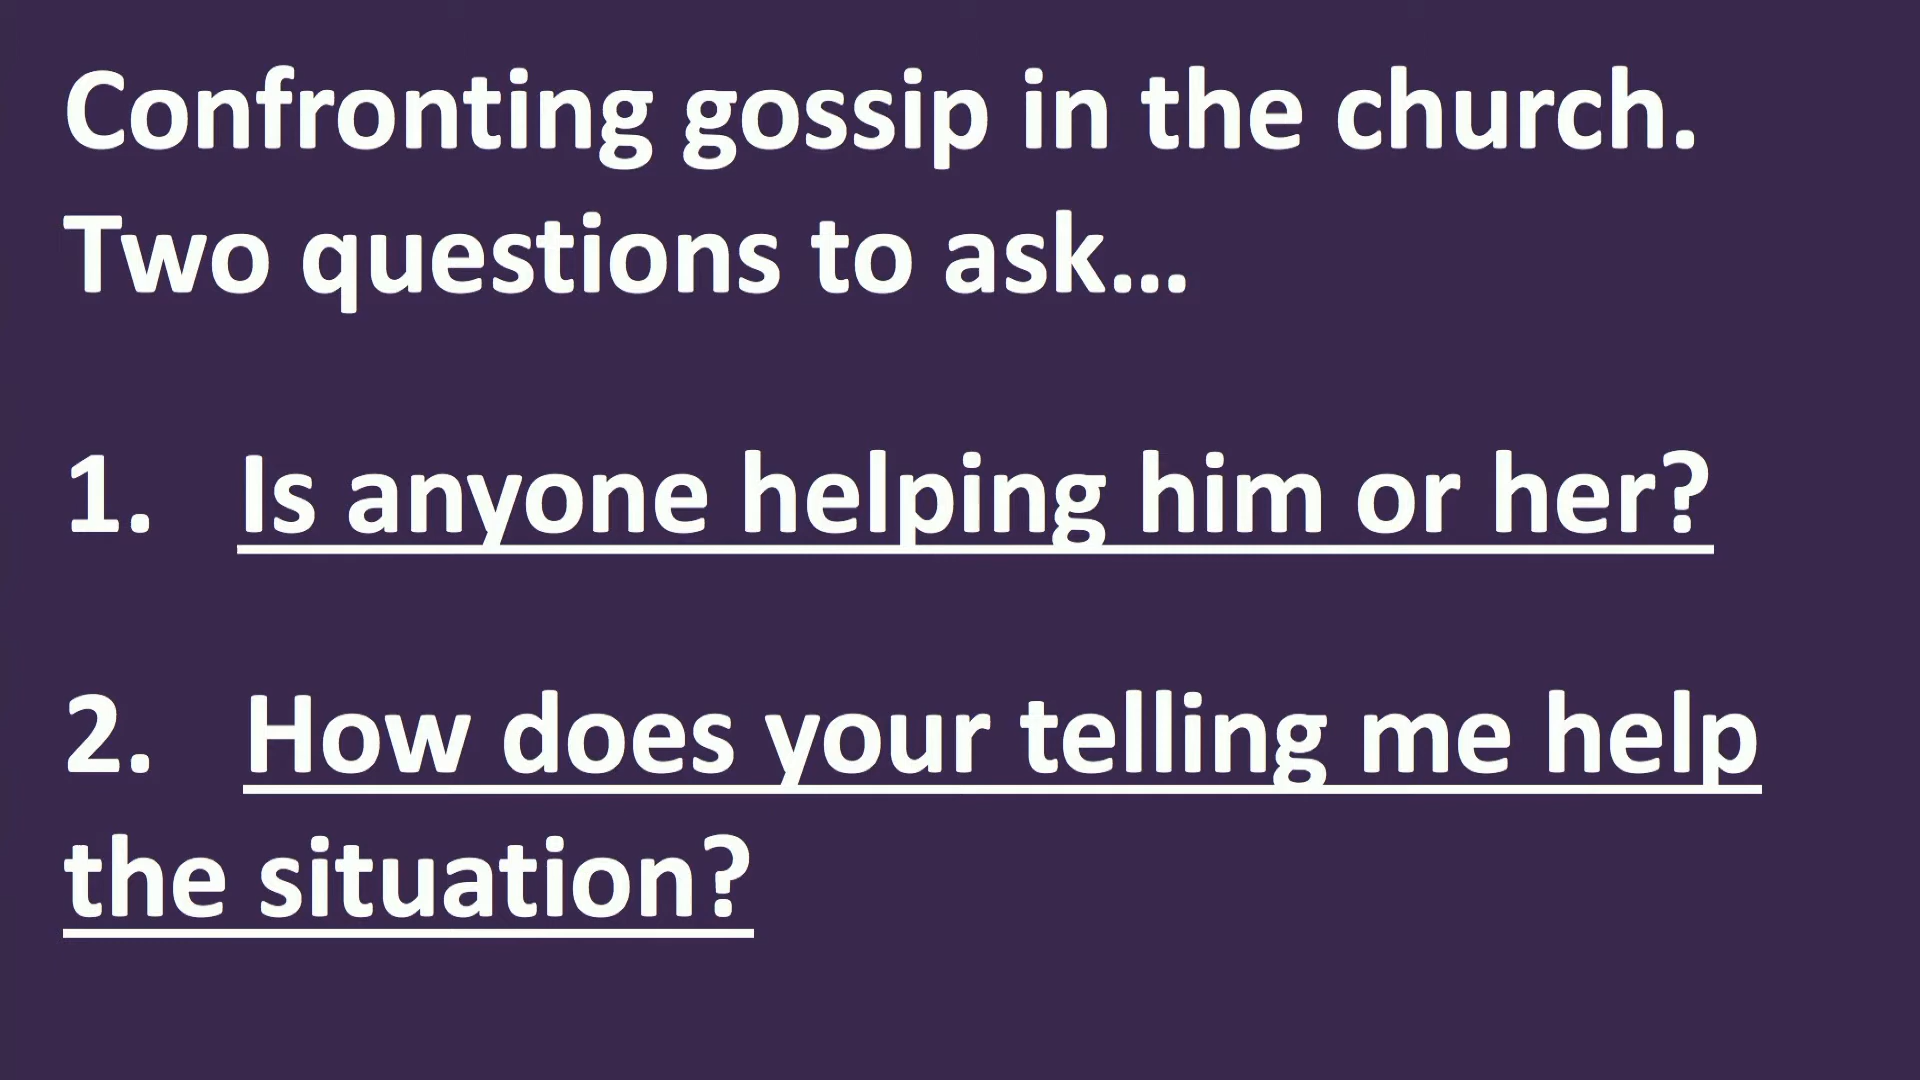 Confronting gossip in the church.
Two questions to ask...
1. Is anyone helping him or her?
2. How does your telling me help
the situation?